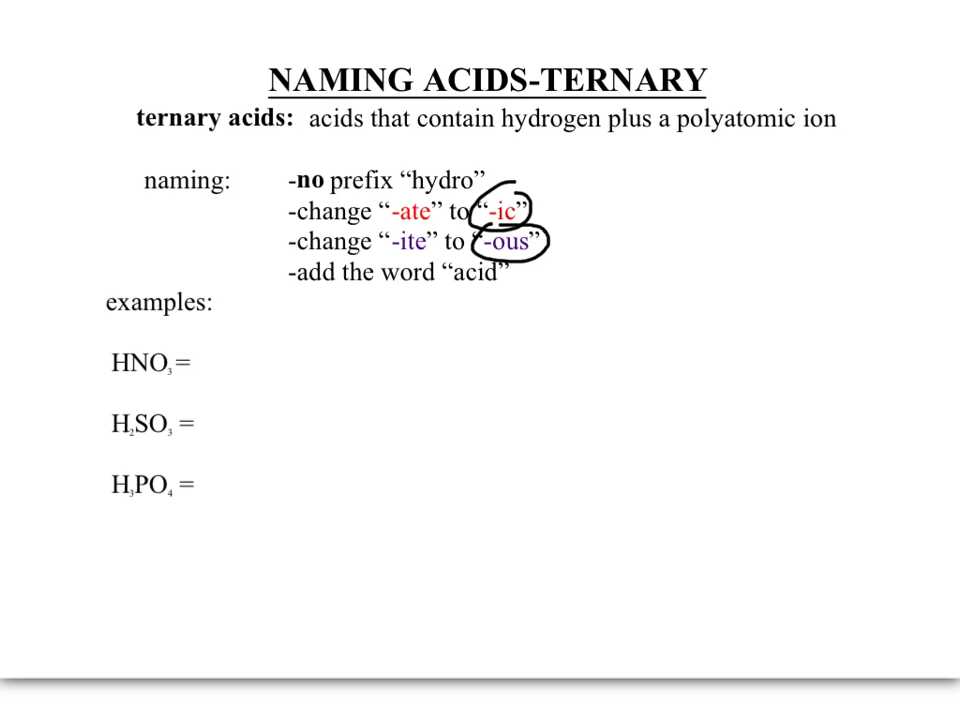 NAMING ACIDS-TERNARY
ternary acids: acids that contain hydrogen plus a polyatomic ion
naming: -no prefix “hydro”
-change “-ate” to “-ic”
-change “-ite” to “-ous”
-add the word “acid”
examples:
HNO₃ =
H₂SO₃ =
H₃PO₄ =